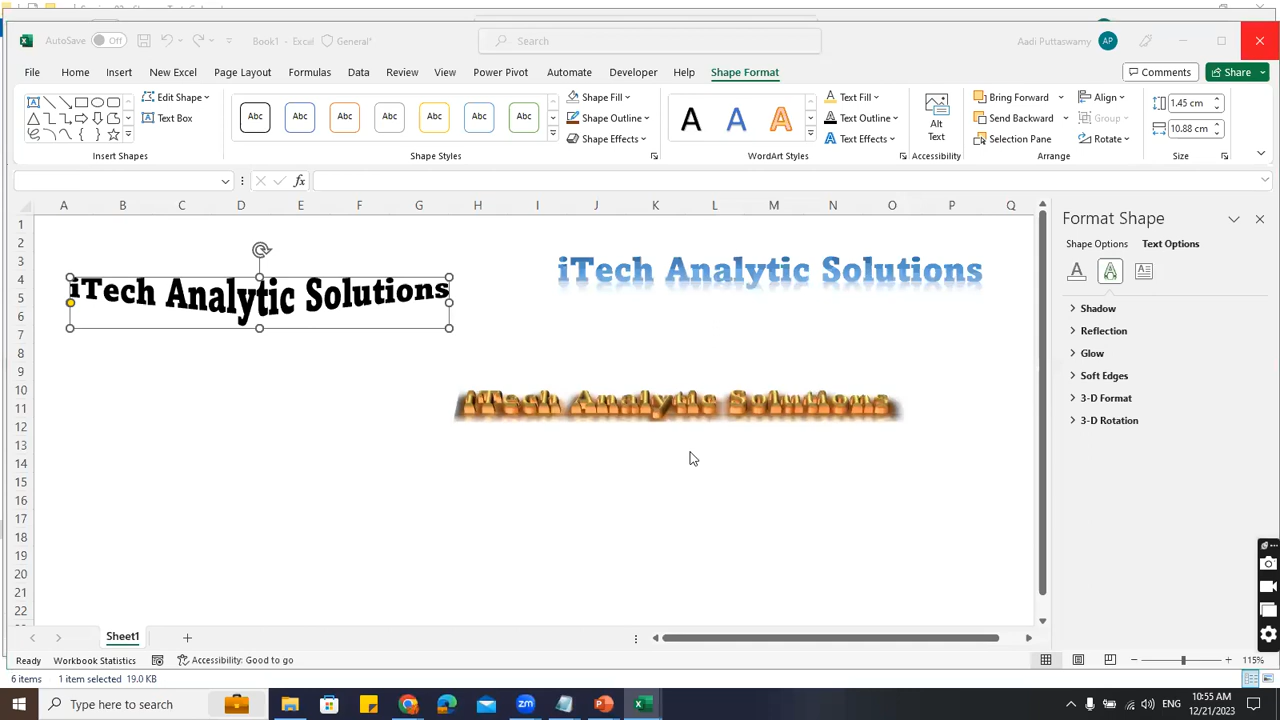 AutoSave Off Book1 - Excel General* Search Aadi Puttaswamy AP
File Home Insert New Excel Page Layout Formulas Data Review View Power Pivot Automate Developer Help Shape Format Comments Share
Edit Shape Text Box
Abc Abc Abc Abc Abc Abc Abc
Shape Fill Shape Outline Shape Effects
A A A
Text Fill Text Outline Text Effects
Alt Text
Bring Forward Send Backward Selection Pane
Align Group Rotate
1.45 cm
10.88 cm
Insert Shapes Shape Styles WordArt Styles Accessibility Arrange Size
fx
A B C D E F G H I J K L M N O P Q
1
2
3
4
5
6
7
8
9
10
11
12
13
14
15
16
17
18
19
20
21
22
iTech Analytic Solutions
iTech Analytic Solutions
iTech Analytic Solutions
Format Shape
Shape Options Text Options
Shadow
Reflection
Glow
Soft Edges
3-D Format
3-D Rotation
Sheet1
Ready Workbook Statistics Accessibility: Good to go 115%
6 items 1 item selected 19.0 KB
Type here to search
ENG
10:55 AM
12/21/2023